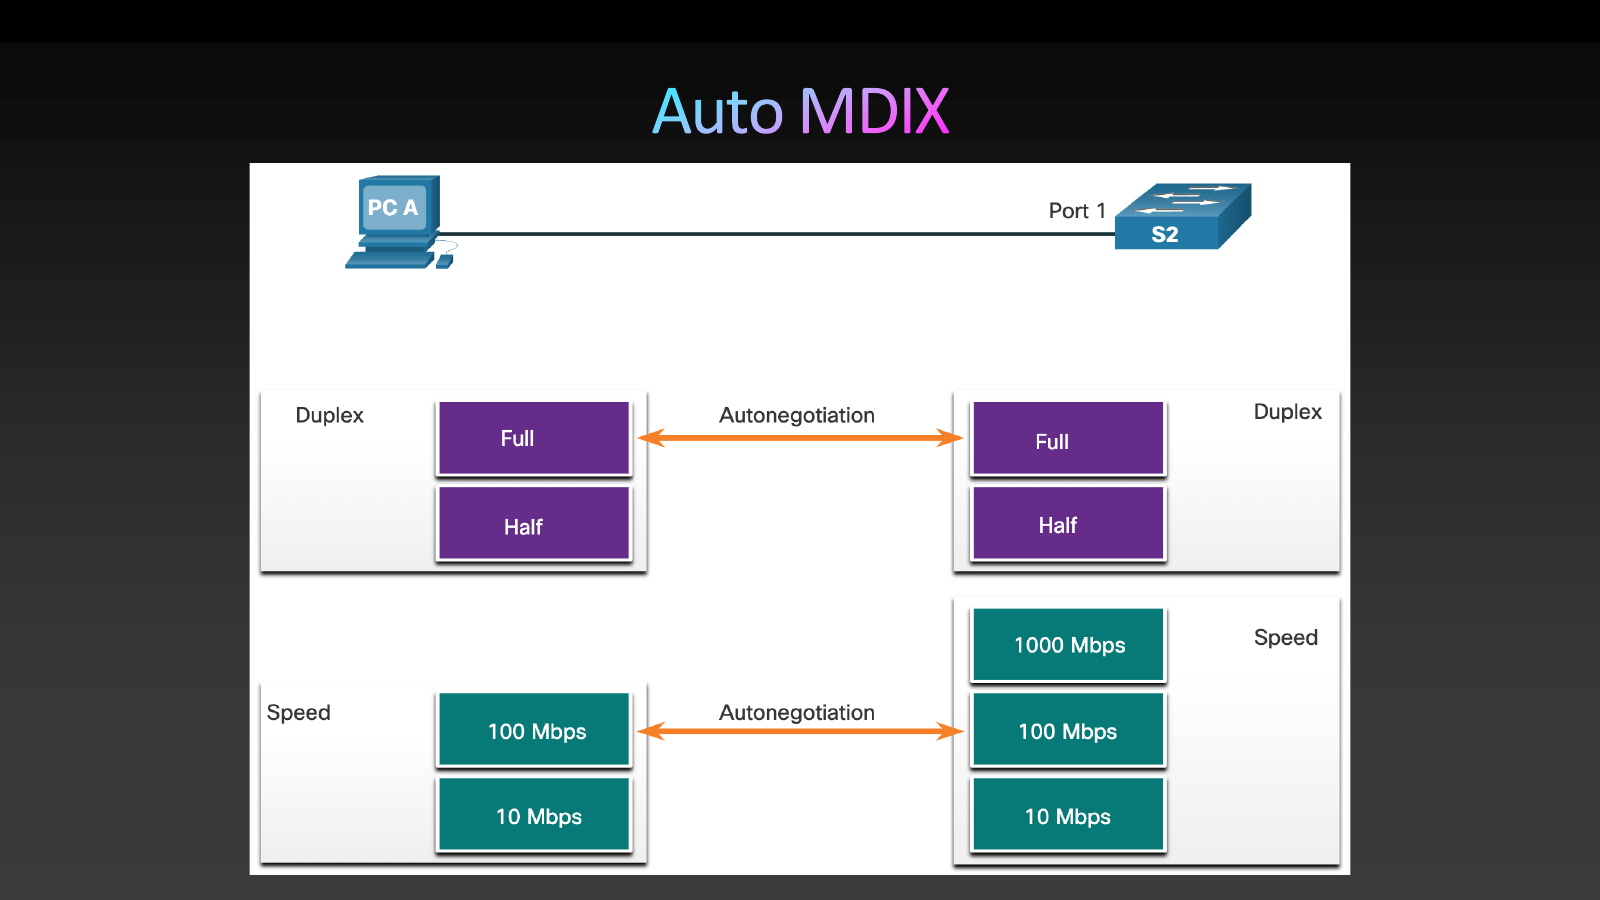 Auto MDIX
PC A
Port 1
S2
Duplex
Full
Half
Autonegotiation
Duplex
Full
Half
Speed
100 Mbps
10 Mbps
Autonegotiation
Speed
1000 Mbps
100 Mbps
10 Mbps